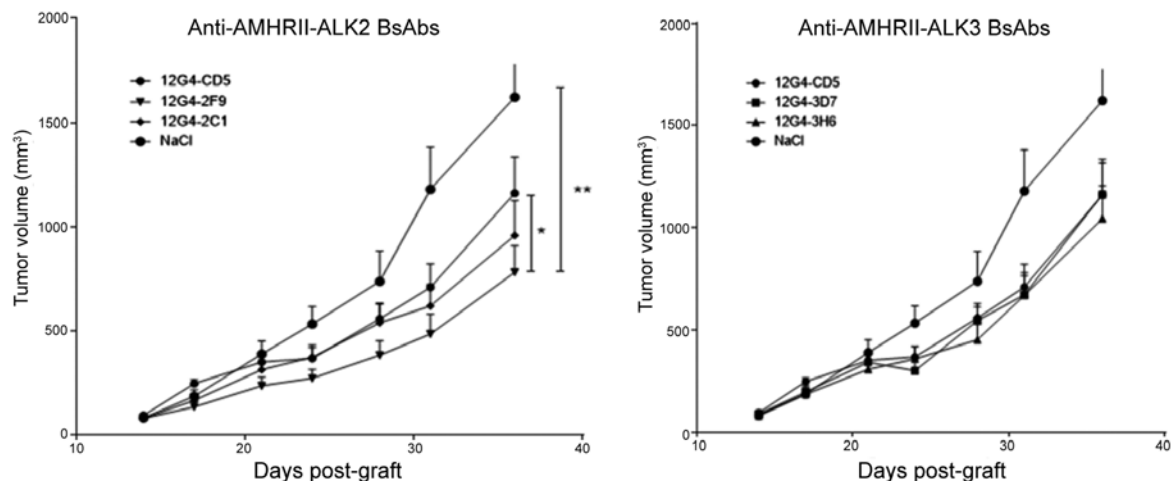 Anti-AMHRII-ALK2 BsAbs
2000
1500
1000
500
0
Tumor volume (mm³)
12G4-CD5
12G4-2F9
12G4-2C1
NaCl
*
**
10 20 30 40
Days post-graft
Anti-AMHRII-ALK3 BsAbs
2000
1500
1000
500
0
Tumor volume (mm³)
12G4-CD5
12G4-3D7
12G4-3H6
NaCl
10 20 30 40
Days post-graft